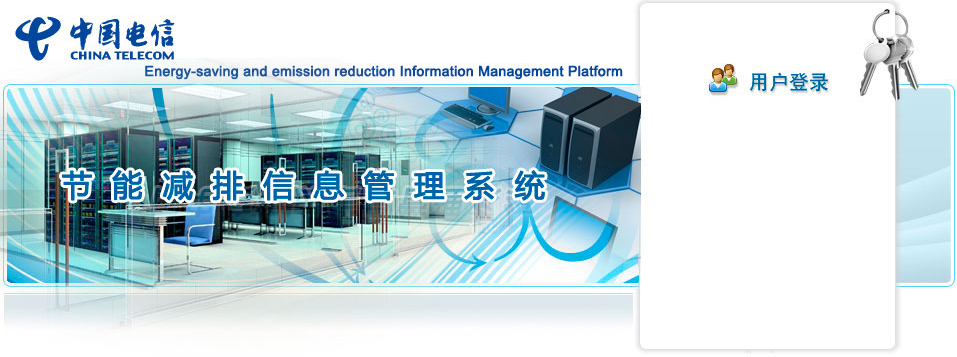 中国电信
CHINA TELECOM
Energy-saving and emission reduction Information Management Platform
用户登录
节能减排信息管理系统